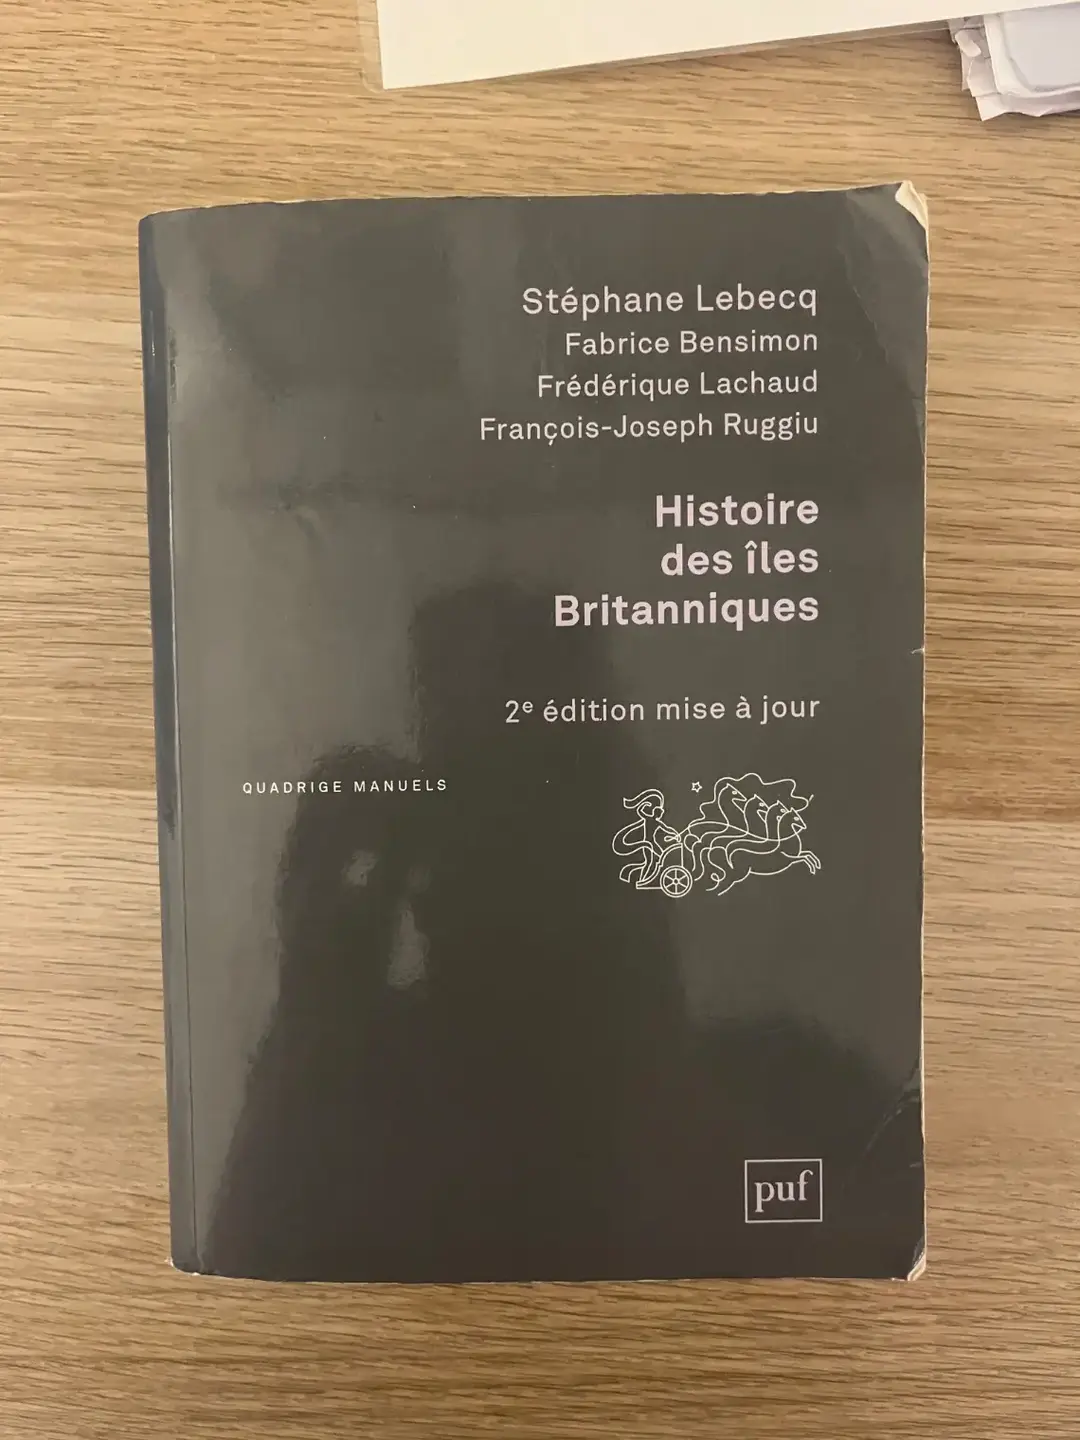 Stéphane Lebecq
Fabrice Bensimon
Frédérique Lachaud
François-Joseph Ruggiu
Histoire
des îles
Britanniques
2e édition mise à jour
QUADRIGE MANUELS
puf